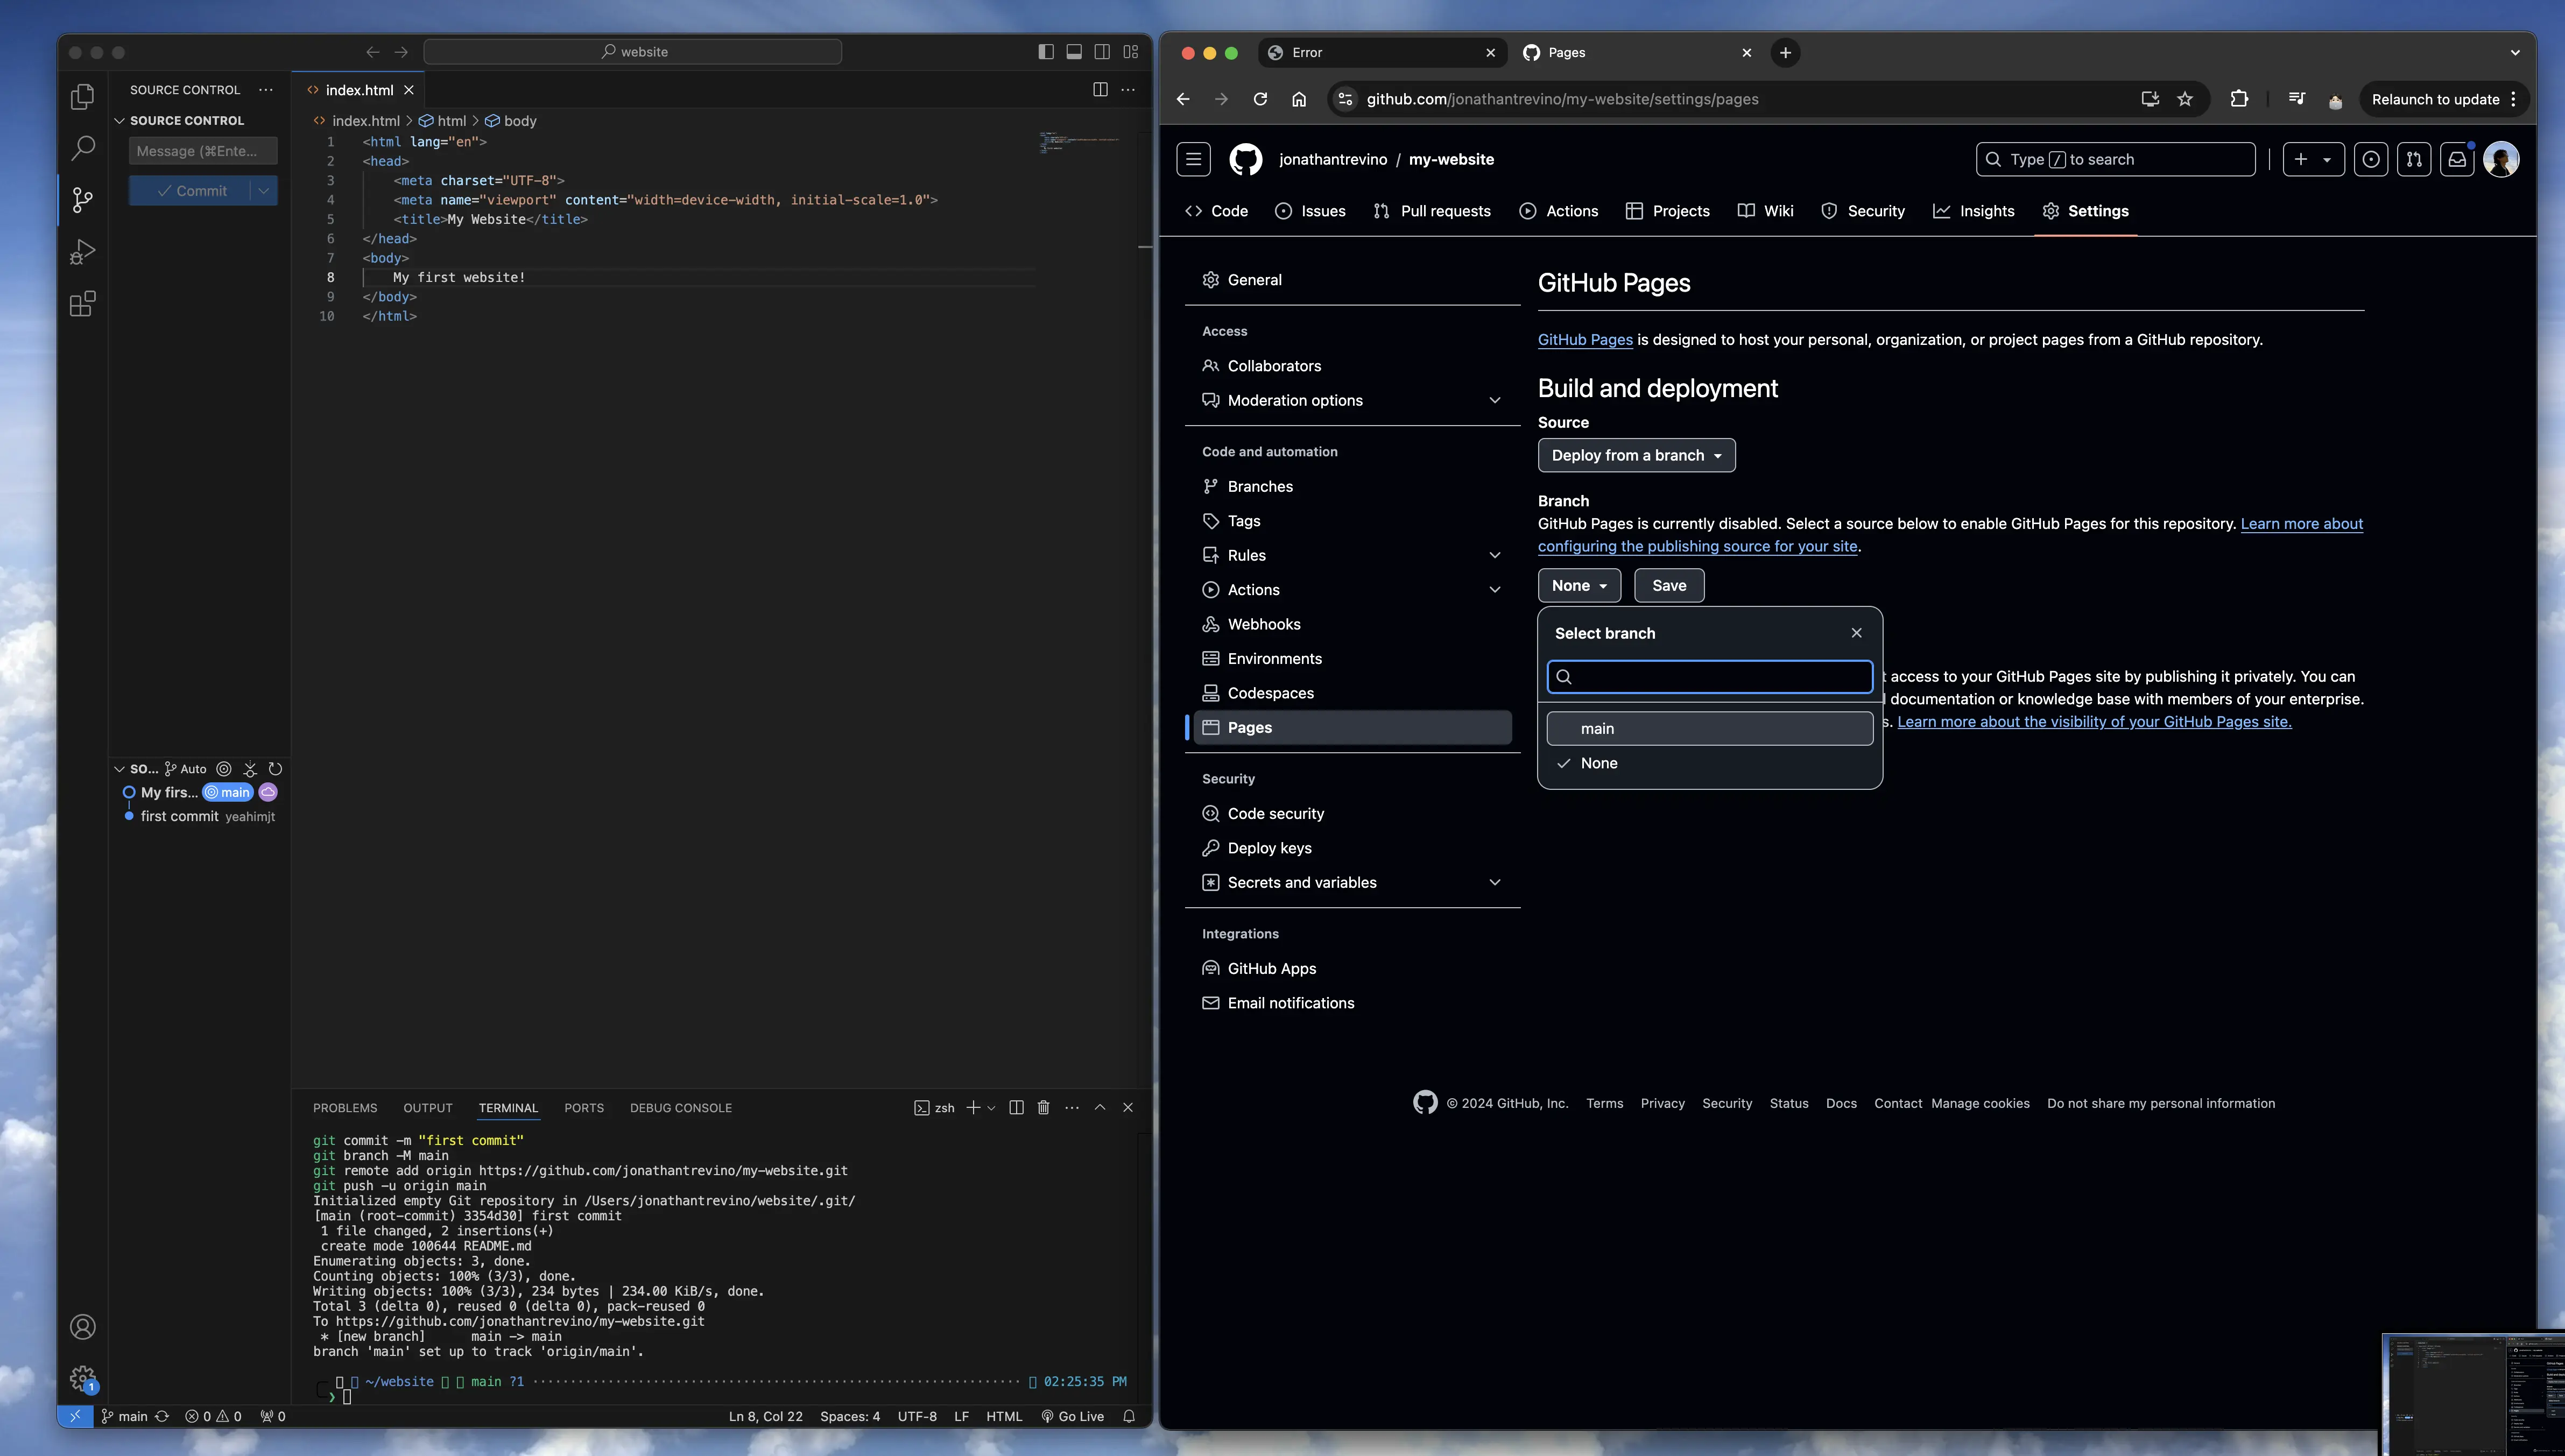 website
SOURCE CONTROL
SOURCE CONTROL
Message (⌘Ente...
Commit
SO... Auto
My firs... main
first commit yeahimjt
index.html
index.html > html > body
1 <html lang="en">
2 <head>
3 <meta charset="UTF-8">
4 <meta name="viewport" content="width=device-width, initial-scale=1.0">
5 <title>My Website</title>
6 </head>
7 <body>
8 My first website!
9 </body>
10 </html>
PROBLEMS OUTPUT TERMINAL PORTS DEBUG CONSOLE zsh
git commit -m "first commit"
git branch -M main
git remote add origin https://github.com/jonathantrevino/my-website.git
git push -u origin main
Initialized empty Git repository in /Users/jonathantrevino/website/.git/
[main (root-commit) 3354d30] first commit
1 file changed, 2 insertions(+)
create mode 100644 README.md
Enumerating objects: 3, done.
Counting objects: 100% (3/3), done.
Writing objects: 100% (3/3), 234 bytes | 234.00 KiB/s, done.
Total 3 (delta 0), reused 0 (delta 0), pack-reused 0
To https://github.com/jonathantrevino/my-website.git
* [new branch] main -> main
branch 'main' set up to track 'origin/main'.
~/website main ?1 02:25:35 PM
❯
1
main 0 0 0 Ln 8, Col 22 Spaces: 4 UTF-8 LF HTML Go Live
Error Pages
github.com/jonathantrevino/my-website/settings/pages Relaunch to update
jonathantrevino / my-website Type / to search
Code Issues Pull requests Actions Projects Wiki Security Insights Settings
General
Access
Collaborators
Moderation options
Code and automation
Branches
Tags
Rules
Actions
Webhooks
Environments
Codespaces
Pages
Security
Code security
Deploy keys
Secrets and variables
Integrations
GitHub Apps
Email notifications
GitHub Pages
GitHub Pages is designed to host your personal, organization, or project pages from a GitHub repository.
Build and deployment
Source
Deploy from a branch
Branch
GitHub Pages is currently disabled. Select a source below to enable GitHub Pages for this repository. Learn more about
configuring the publishing source for your site.
None Save
Select branch
main
None
t access to your GitHub Pages site by publishing it privately. You can
documentation or knowledge base with members of your enterprise.
s. Learn more about the visibility of your GitHub Pages site.
© 2024 GitHub, Inc. Terms Privacy Security Status Docs Contact Manage cookies Do not share my personal information